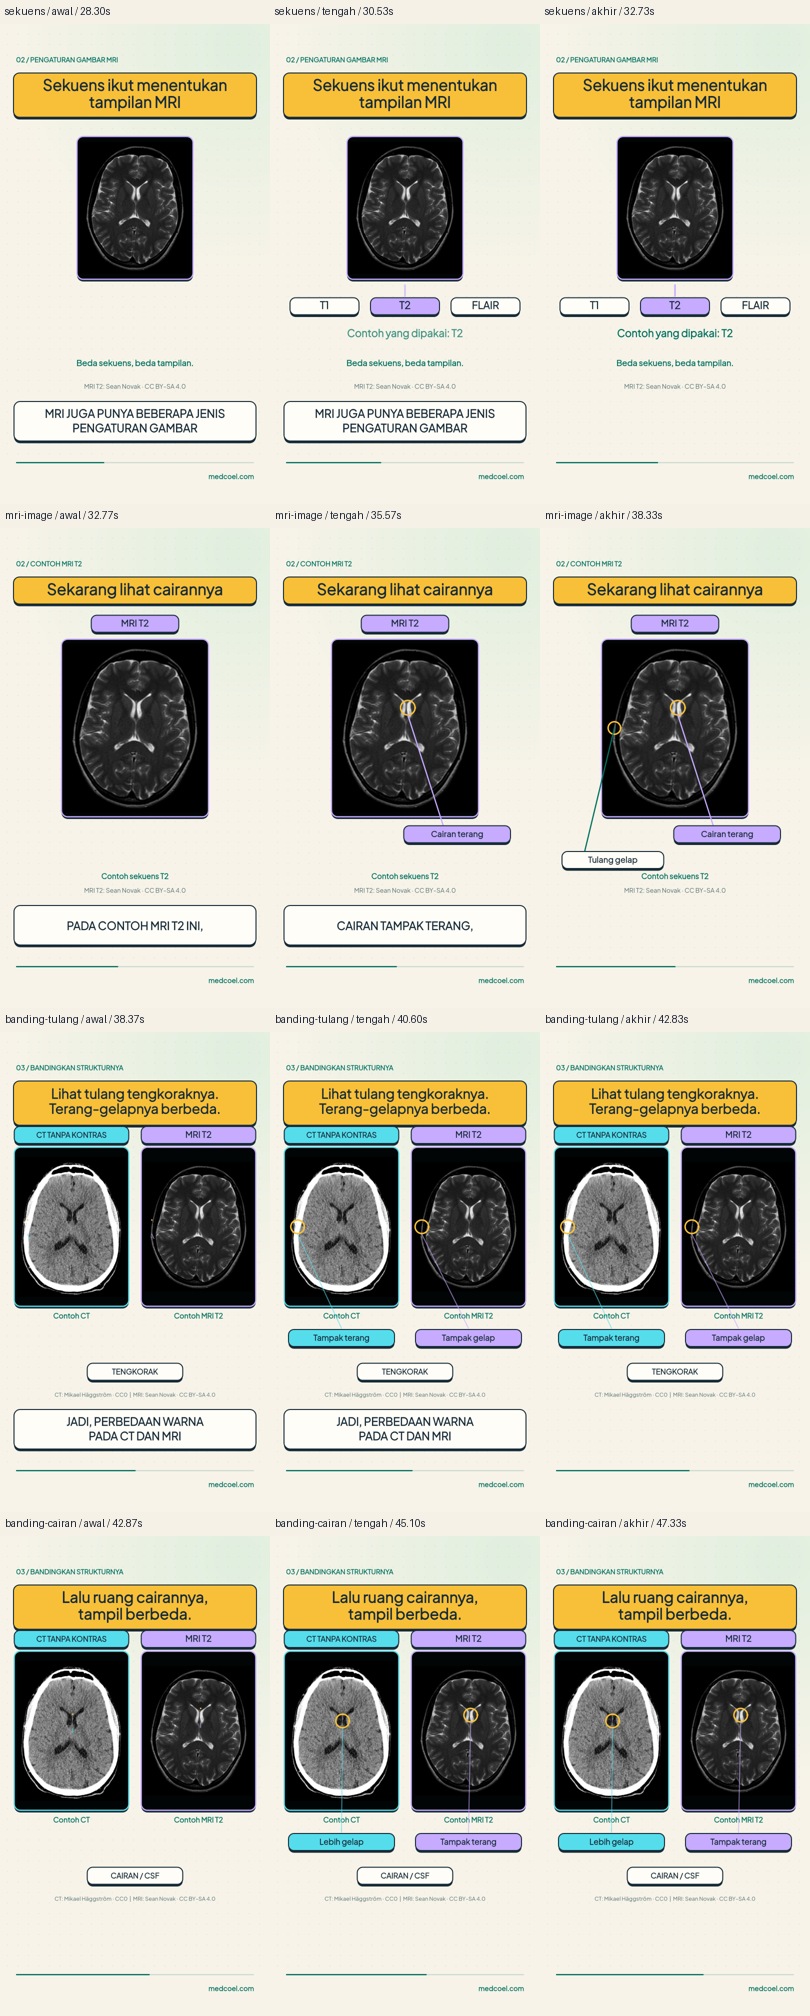 sekuens / awal / 28.30s
02 / PENGATURAN GAMBAR MRI
Sekuens ikut menentukan
tampilan MRI
Beda sekuens, beda tampilan.
MRI T2: Sean Novak · CC BY-SA 4.0
MRI JUGA PUNYA BEBERAPA JENIS
PENGATURAN GAMBAR
medcoel.com
sekuens / tengah / 30.53s
02 / PENGATURAN GAMBAR MRI
Sekuens ikut menentukan
tampilan MRI
T1
T2
FLAIR
Contoh yang dipakai: T2
Beda sekuens, beda tampilan.
MRI T2: Sean Novak · CC BY-SA 4.0
MRI JUGA PUNYA BEBERAPA JENIS
PENGATURAN GAMBAR
medcoel.com
sekuens / akhir / 32.73s
02 / PENGATURAN GAMBAR MRI
Sekuens ikut menentukan
tampilan MRI
T1
T2
FLAIR
Contoh yang dipakai: T2
Beda sekuens, beda tampilan.
MRI T2: Sean Novak · CC BY-SA 4.0
medcoel.com
mri-image / awal / 32.77s
02 / CONTOH MRI T2
Sekarang lihat cairannya
MRI T2
Contoh sekuens T2
MRI T2: Sean Novak · CC BY-SA 4.0
PADA CONTOH MRI T2 INI,
medcoel.com
mri-image / tengah / 35.57s
02 / CONTOH MRI T2
Sekarang lihat cairannya
MRI T2
Cairan terang
Contoh sekuens T2
MRI T2: Sean Novak · CC BY-SA 4.0
CAIRAN TAMPAK TERANG,
medcoel.com
mri-image / akhir / 38.33s
02 / CONTOH MRI T2
Sekarang lihat cairannya
MRI T2
Cairan terang
Tulang gelap
Contoh sekuens T2
MRI T2: Sean Novak · CC BY-SA 4.0
medcoel.com
banding-tulang / awal / 38.37s
03 / BANDINGKAN STRUKTURNYA
Lihat tulang tengkoraknya.
Terang-gelapnya berbeda.
CT TANPA KONTRAS
MRI T2
Contoh CT
Contoh MRI T2
TENGKORAK
CT: Mikael Häggström · CC0 | MRI: Sean Novak · CC BY-SA 4.0
JADI, PERBEDAAN WARNA
PADA CT DAN MRI
medcoel.com
banding-tulang / tengah / 40.60s
03 / BANDINGKAN STRUKTURNYA
Lihat tulang tengkoraknya.
Terang-gelapnya berbeda.
CT TANPA KONTRAS
MRI T2
Contoh CT
Contoh MRI T2
Tampak terang
Tampak gelap
TENGKORAK
CT: Mikael Häggström · CC0 | MRI: Sean Novak · CC BY-SA 4.0
JADI, PERBEDAAN WARNA
PADA CT DAN MRI
medcoel.com
banding-tulang / akhir / 42.83s
03 / BANDINGKAN STRUKTURNYA
Lihat tulang tengkoraknya.
Terang-gelapnya berbeda.
CT TANPA KONTRAS
MRI T2
Contoh CT
Contoh MRI T2
Tampak terang
Tampak gelap
TENGKORAK
CT: Mikael Häggström · CC0 | MRI: Sean Novak · CC BY-SA 4.0
medcoel.com
banding-cairan / awal / 42.87s
03 / BANDINGKAN STRUKTURNYA
Lalu ruang cairannya,
tampil berbeda.
CT TANPA KONTRAS
MRI T2
Contoh CT
Contoh MRI T2
CAIRAN / CSF
CT: Mikael Häggström · CC0 | MRI: Sean Novak · CC BY-SA 4.0
medcoel.com
banding-cairan / tengah / 45.10s
03 / BANDINGKAN STRUKTURNYA
Lalu ruang cairannya,
tampil berbeda.
CT TANPA KONTRAS
MRI T2
Contoh CT
Contoh MRI T2
Lebih gelap
Tampak terang
CAIRAN / CSF
CT: Mikael Häggström · CC0 | MRI: Sean Novak · CC BY-SA 4.0
medcoel.com
banding-cairan / akhir / 47.33s
03 / BANDINGKAN STRUKTURNYA
Lalu ruang cairannya,
tampil berbeda.
CT TANPA KONTRAS
MRI T2
Contoh CT
Contoh MRI T2
Lebih gelap
Tampak terang
CAIRAN / CSF
CT: Mikael Häggström · CC0 | MRI: Sean Novak · CC BY-SA 4.0
medcoel.com